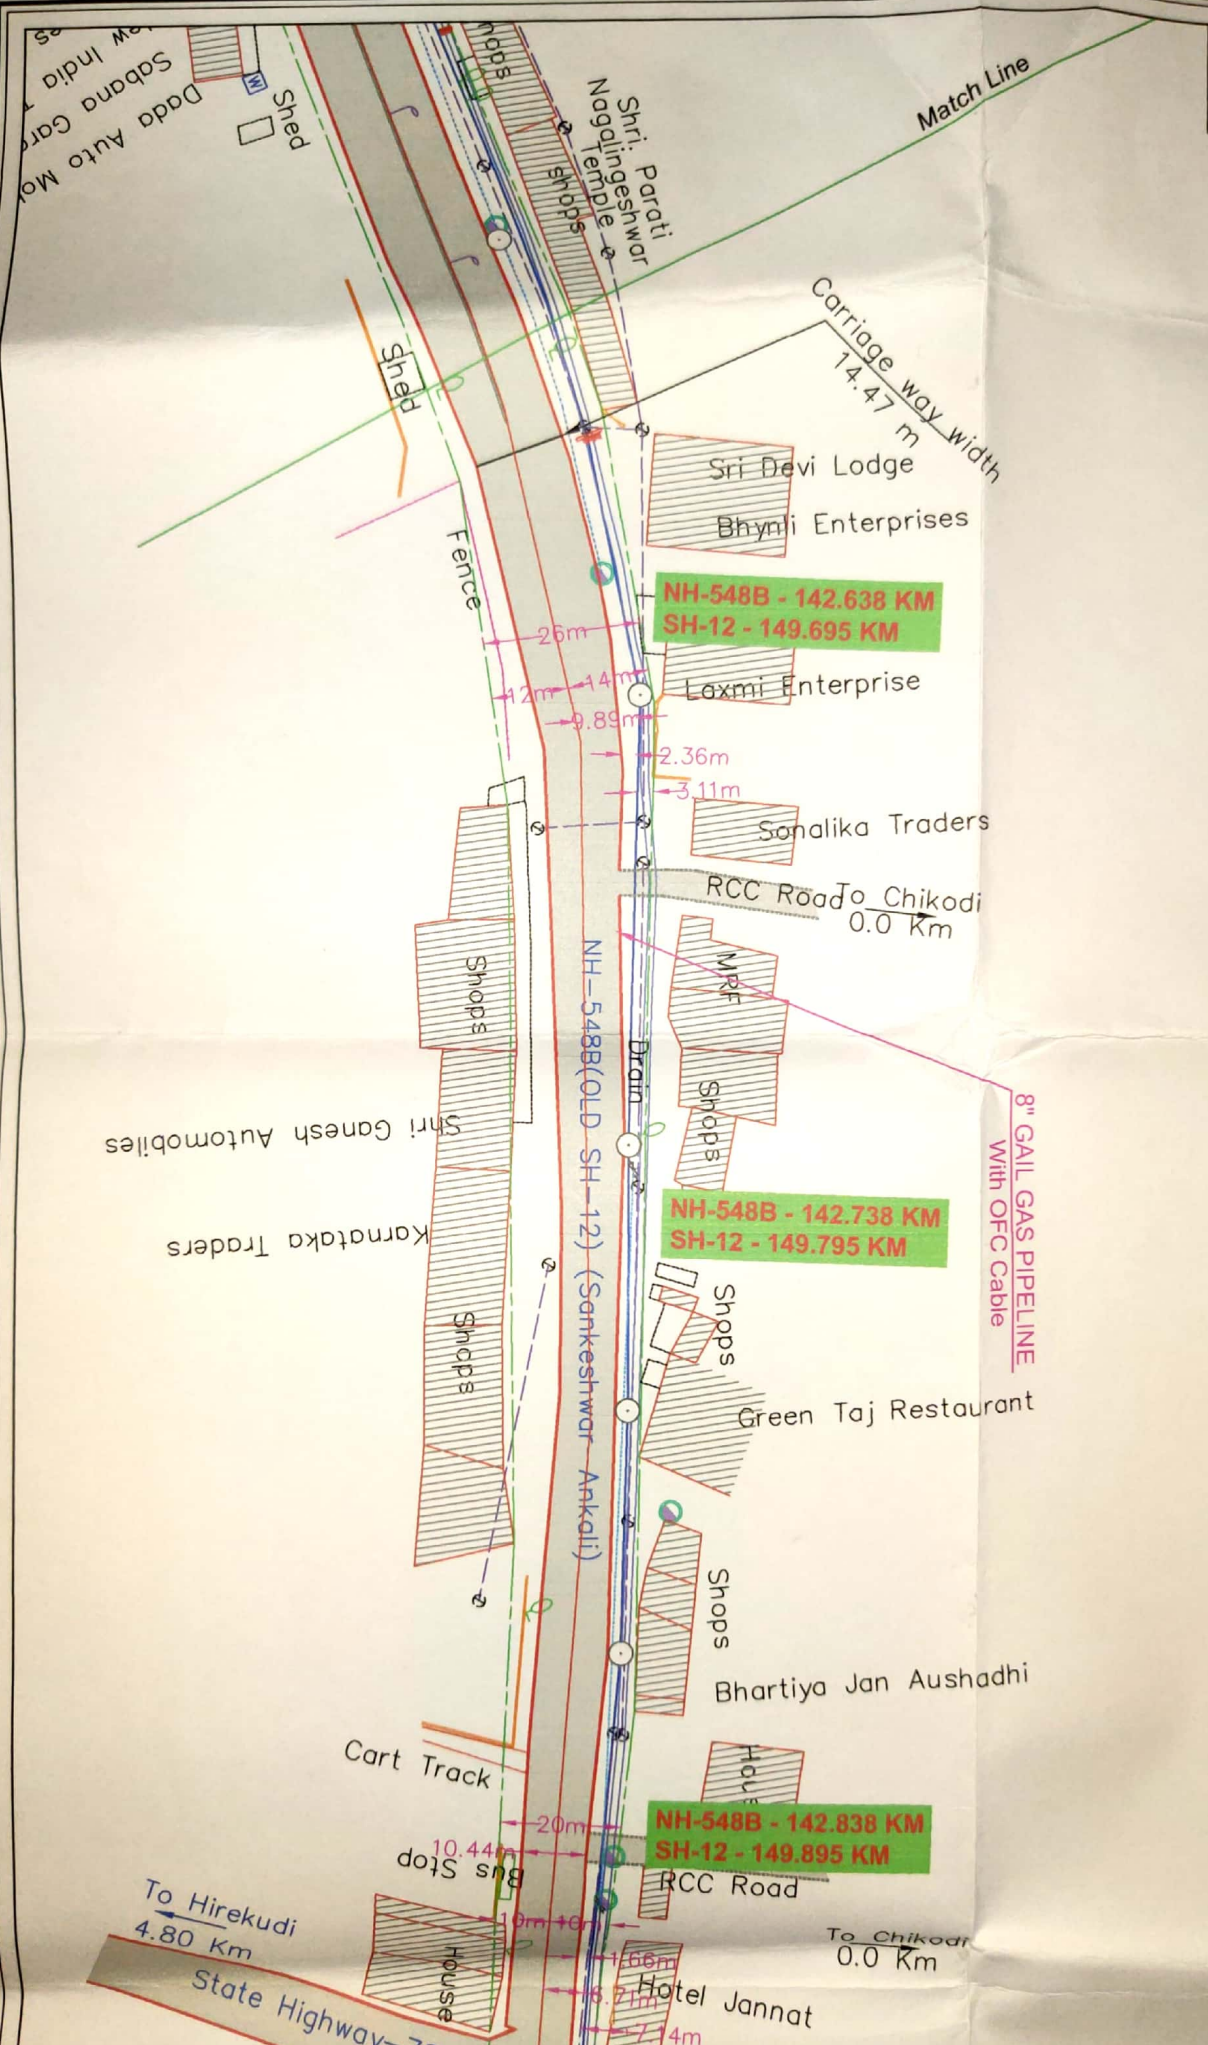 Shops
Sabana
Dada Auto
Shed
Shri. Parati
Nagalingeshwar
Temple
shops
Match Line
Carriage way width
14.47 m
Shed
Sri Devi Lodge
Bhynli Enterprises
Fence
NH-548B - 142.638 KM
SH-12 - 149.695 KM
26m
12m
14m
Laxmi Enterprise
9.89m
2.36m
3.11m
Sonalika Traders
RCC Road
To Chikodi
0.0 Km
MRF
Shops
NH-548B(OLD SH-12) (Sankeshwar-Ankali)
Drain
Shops
8" GAIL GAS PIPELINE
With OFC Cable
Shri Ganesh Automobiles
Karnataka Traders
NH-548B - 142.738 KM
SH-12 - 149.795 KM
Shops
Shops
Green Taj Restaurant
Shops
Bhartiya Jan Aushadhi
Cart Track
NH-548B - 142.838 KM
SH-12 - 149.895 KM
20m
10.44m
Bus Stop
RCC Road
To Hirekudi
4.80 Km
10m
10m
To Chikodi
0.0 Km
1.66m
House
Hotel Jannat
State Highway-
7.14m